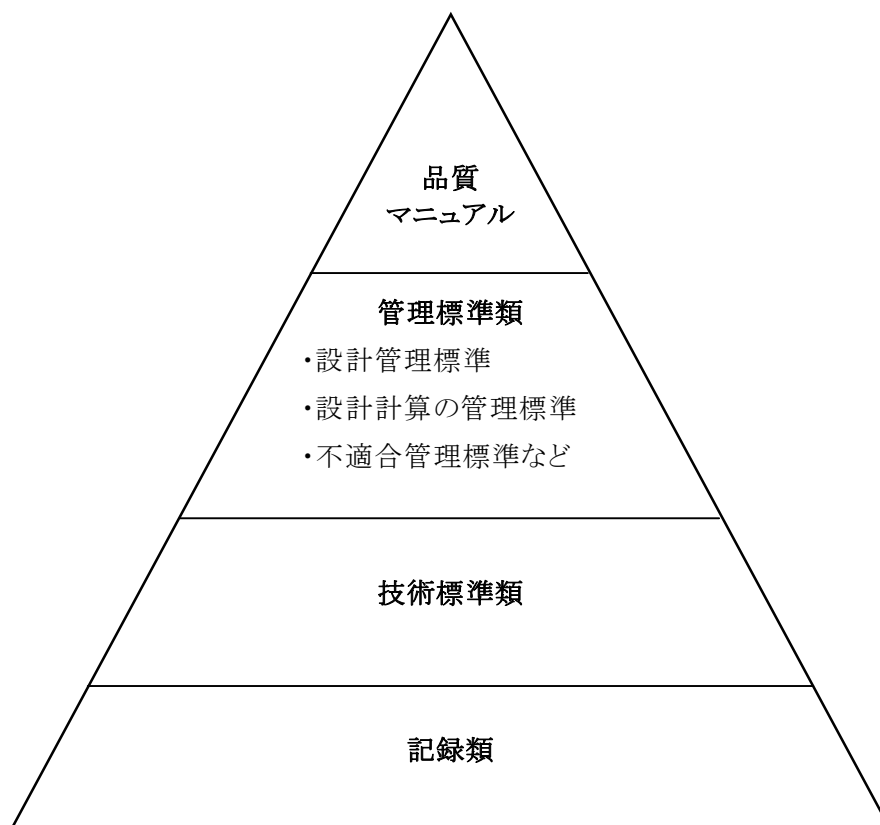 品質
マニュアル
管理標準類
・設計管理標準
・設計計算の管理標準
・不適合管理標準など
技術標準類
記録類